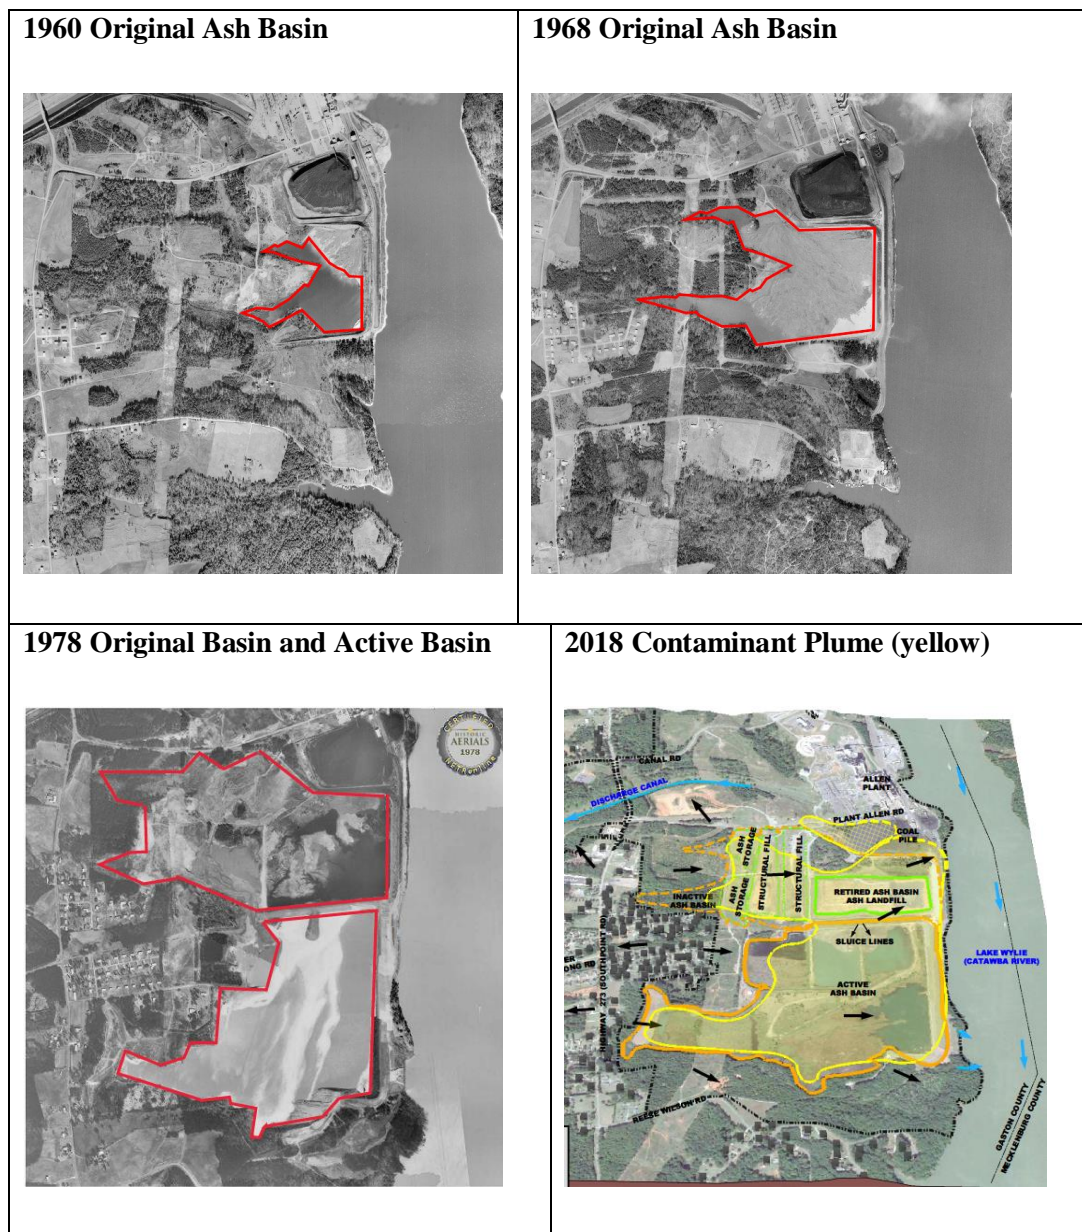 1960 Original Ash Basin
1968 Original Ash Basin
1978 Original Basin and Active Basin
2018 Contaminant Plume (yellow)
CERTIFIED
HISTORIC
AERIALS
1978
CANAL RD
DISCHARGE CANAL
ALLEN
PLANT
PLANT ALLEN RD
COAL
PILE
ASH
STORAGE
STRUCTURAL FILL
STRUCTURAL FILL
ASH
STORAGE
INACTIVE
ASH BASIN
RETIRED ASH BASIN
ASH LANDFILL
SLUICE LINES
LAKE WYLIE
(CATAWBA RIVER)
ACTIVE
ASH BASIN
HIGHWAY 273 (SOUTHPOINT RD)
REESE WILSON RD
GASTON COUNTY
MECKLENBURG COUNTY